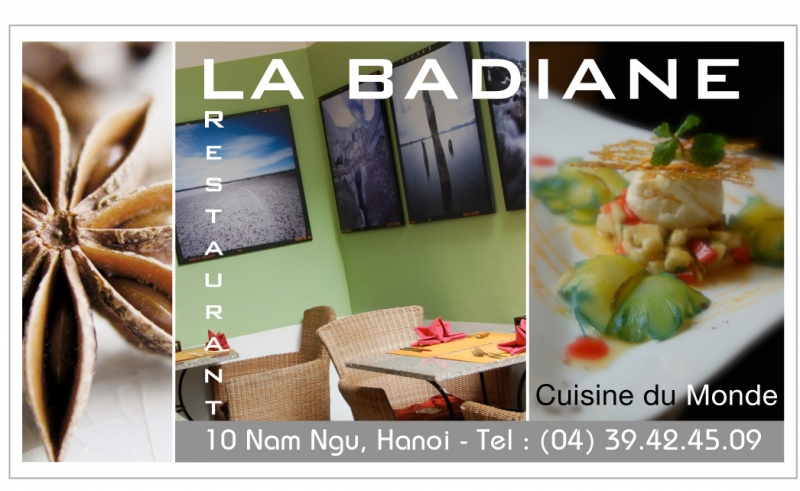 LA BADIANE
RESTAURANT
Cuisine du Monde
10 Nam Ngu, Hanoi - Tel : (04) 39.42.45.09